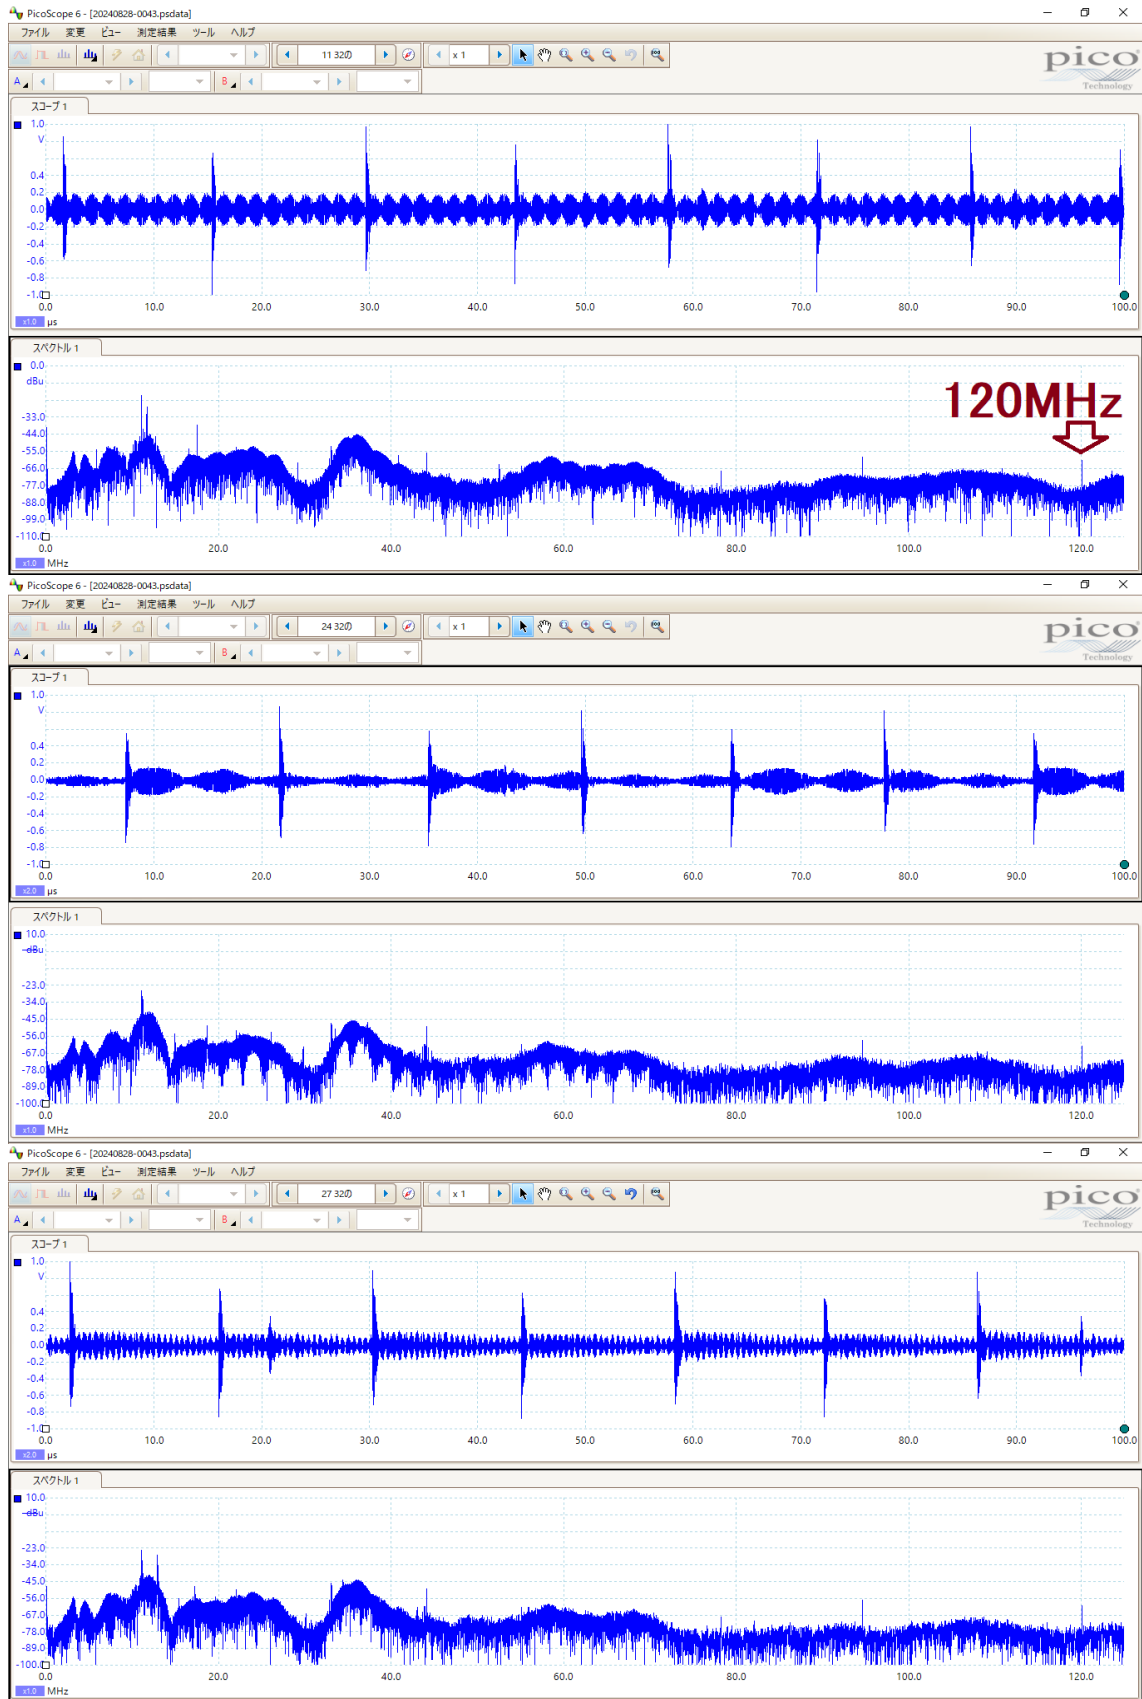 PicoScope 6 - [20240828-0043.psdata]
ファイル 変更 ビュー 測定結果 ツール ヘルプ
11 32の x 1
pico
Technology
A B
スコープ 1
1.0
V
0.4
0.2
0.0
-0.2
-0.4
-0.6
-0.8
-1.0
0.0 10.0 20.0 30.0 40.0 50.0 60.0 70.0 80.0 90.0 100.0
x1.0 µs
スペクトル 1
0.0
dBu
120MHz
-33.0
-44.0
-55.0
-66.0
-77.0
-88.0
-99.0
-110.0
0.0 20.0 40.0 60.0 80.0 100.0 120.0
x1.0 MHz
PicoScope 6 - [20240828-0043.psdata]
ファイル 変更 ビュー 測定結果 ツール ヘルプ
24 32の x 1
pico
Technology
A B
スコープ 1
1.0
V
0.4
0.2
0.0
-0.2
-0.4
-0.6
-0.8
-1.0
0.0 10.0 20.0 30.0 40.0 50.0 60.0 70.0 80.0 90.0 100.0
x2.0 µs
スペクトル 1
10.0
dBu
-23.0
-34.0
-45.0
-56.0
-67.0
-78.0
-89.0
-100.0
0.0 20.0 40.0 60.0 80.0 100.0 120.0
x1.0 MHz
PicoScope 6 - [20240828-0043.psdata]
ファイル 変更 ビュー 測定結果 ツール ヘルプ
27 32の x 1
pico
Technology
A B
スコープ 1
1.0
V
0.4
0.2
0.0
-0.2
-0.4
-0.6
-0.8
-1.0
0.0 10.0 20.0 30.0 40.0 50.0 60.0 70.0 80.0 90.0 100.0
x2.0 µs
スペクトル 1
10.0
dBu
-23.0
-34.0
-45.0
-56.0
-67.0
-78.0
-89.0
-100.0
0.0 20.0 40.0 60.0 80.0 100.0 120.0
x1.0 MHz